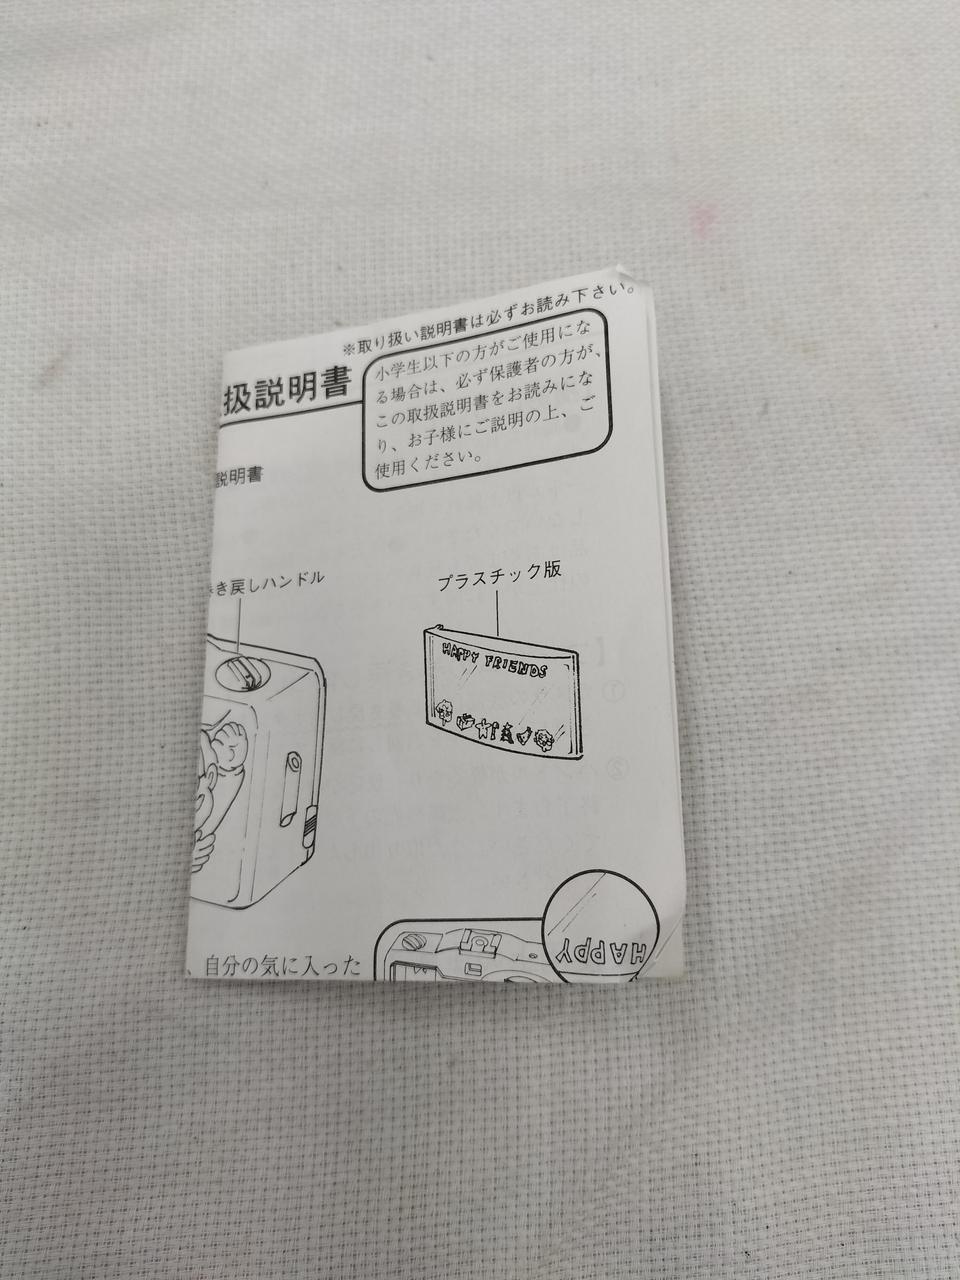 ※取り扱い説明書は必ずお読み下さい。
扱説明書
小学生以下の方がご使用にな
る場合は、必ず保護者の方が、
この取扱説明書をお読みにな
り、お子様にご説明の上、ご
使用ください。
説明書
き戻しハンドル
プラスチック版
HAPPY FRIENDS
HAPPY
自分の気に入った